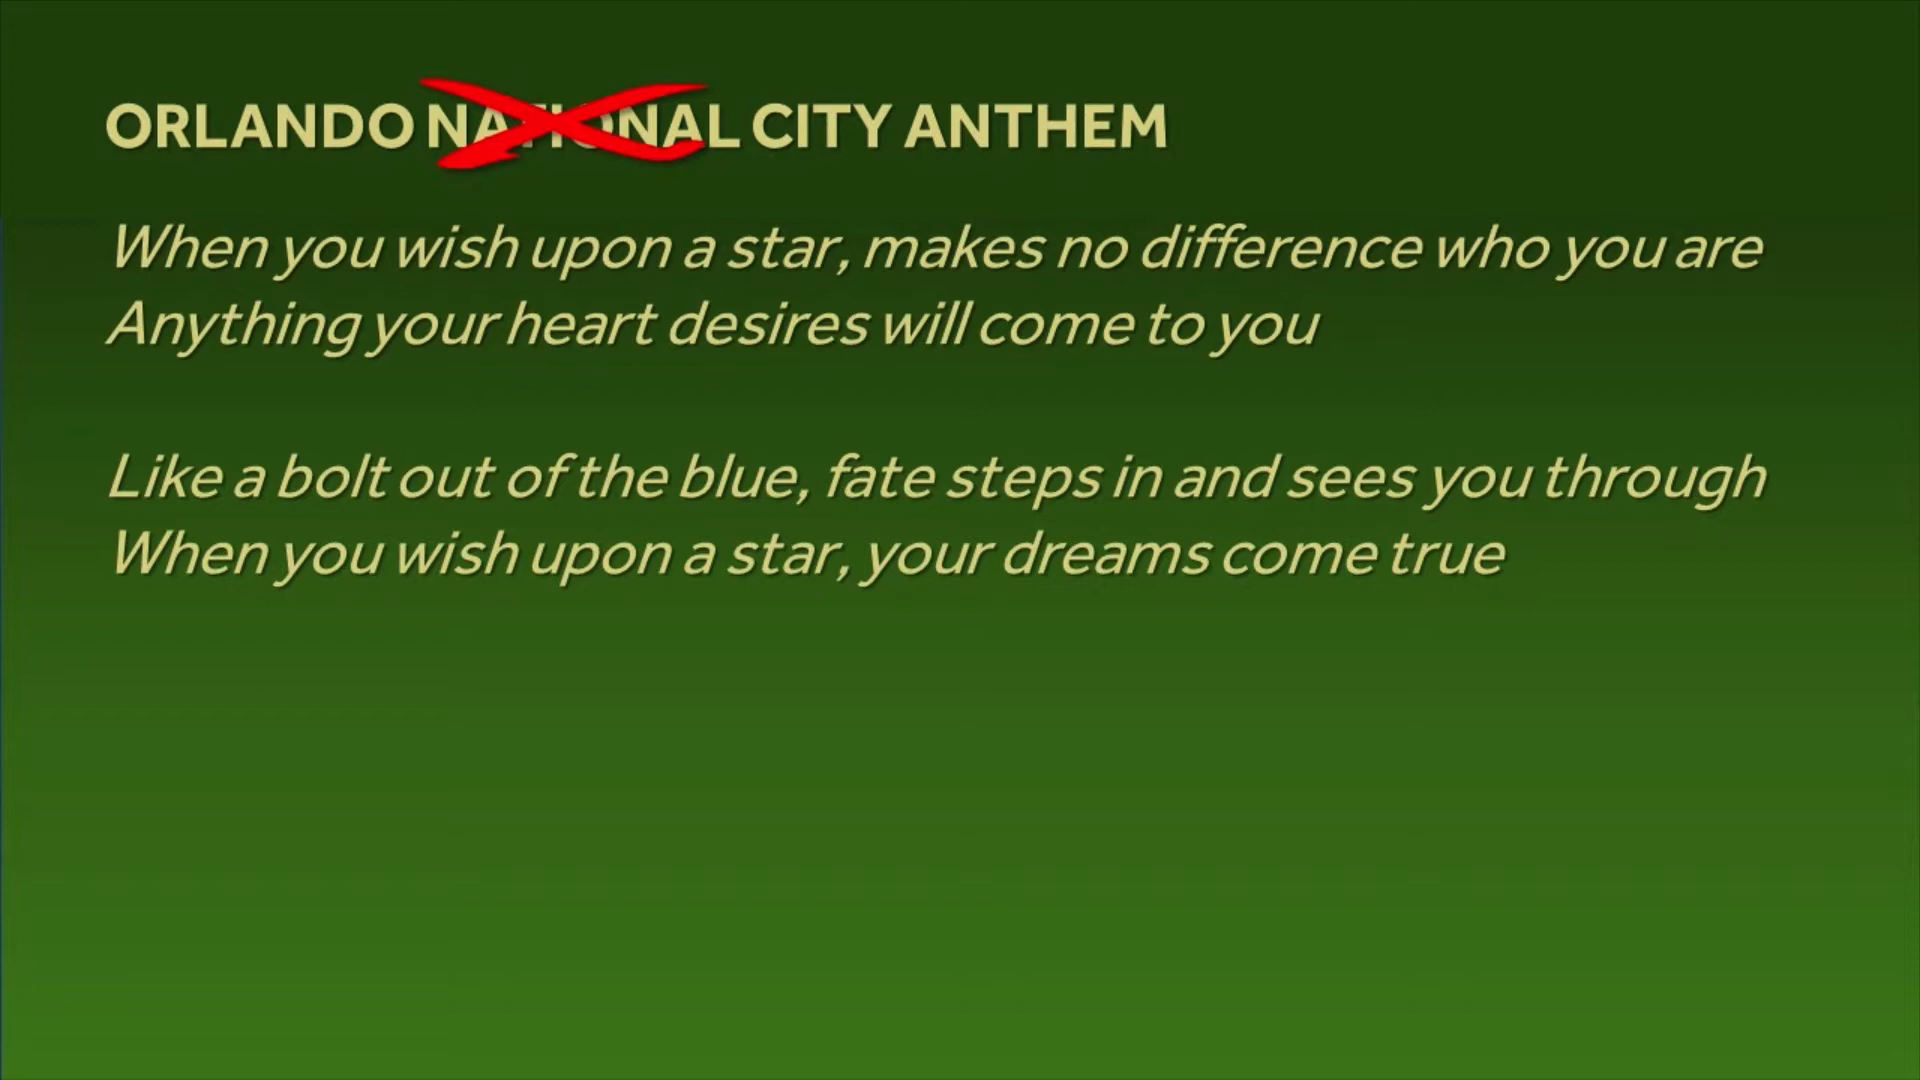 ORLANDO NATIONAL CITY ANTHEM
When you wish upon a star, makes no difference who you are
Anything your heart desires will come to you
Like a bolt out of the blue, fate steps in and sees you through
When you wish upon a star, your dreams come true